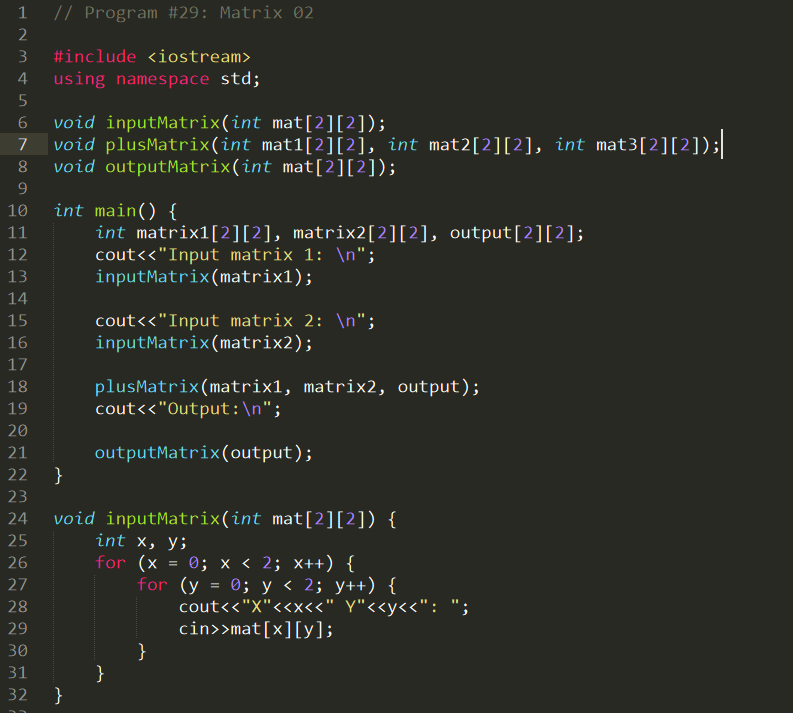 1 // Program #29: Matrix 02
2
3 #include <iostream>
4 using namespace std;
5
6 void inputMatrix(int mat[2][2]);
7 void plusMatrix(int mat1[2][2], int mat2[2][2], int mat3[2][2]);
8 void outputMatrix(int mat[2][2]);
9
10 int main() {
11     int matrix1[2][2], matrix2[2][2], output[2][2];
12     cout<<"Input matrix 1: \n";
13     inputMatrix(matrix1);
14
15     cout<<"Input matrix 2: \n";
16     inputMatrix(matrix2);
17
18     plusMatrix(matrix1, matrix2, output);
19     cout<<"Output:\n";
20
21     outputMatrix(output);
22 }
23
24 void inputMatrix(int mat[2][2]) {
25     int x, y;
26     for (x = 0; x < 2; x++) {
27         for (y = 0; y < 2; y++) {
28             cout<<"X"<<x<<" Y"<<y<<": ";
29             cin>>mat[x][y];
30         }
31     }
32 }